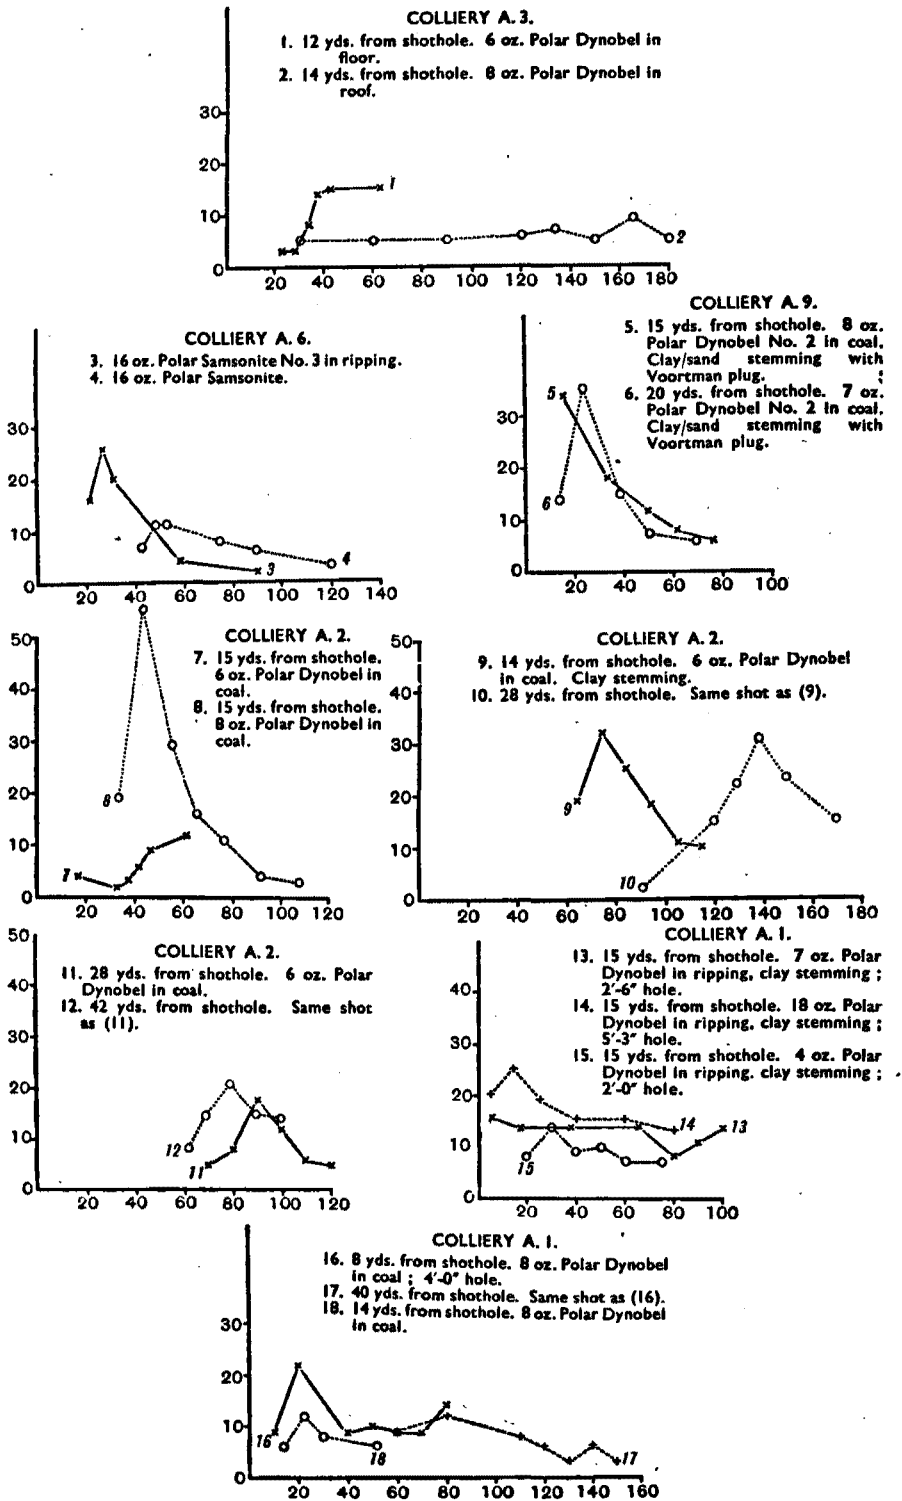 COLLIERY A.3.
1. 12 yds. from shothole. 6 oz. Polar Dynobel in
floor.
2. 14 yds. from shothole. 8 oz. Polar Dynobel in
roof.
30
20
10
0
1
2
20 40 60 80 100 120 140 160 180
COLLIERY A.6.
3. 16 oz. Polar Samsonite No. 3 in ripping.
4. 16 oz. Polar Samsonite.
30
20
10
0
3
4
20 40 60 80 100 120 140
COLLIERY A.9.
5. 15 yds. from shothole. 8 oz.
Polar Dynobel No. 2 in coal.
Clay/sand stemming with
Voortman plug.
6. 20 yds. from shothole. 7 oz.
Polar Dynobel No. 2 in coal.
Clay/sand stemming with
Voortman plug.
30
20
10
0
5
6
20 40 60 80 100
COLLIERY A.2.
7. 15 yds. from shothole.
6 oz. Polar Dynobel in
coal.
8. 15 yds. from shothole.
8 oz. Polar Dynobel in
coal.
50
40
30
20
10
0
8
7
20 40 60 80 100 120
COLLIERY A.2.
9. 14 yds. from shothole. 6 oz. Polar Dynobel
in coal. Clay stemming.
10. 28 yds. from shothole. Same shot as (9).
50
40
30
20
10
0
9
10
20 40 60 80 100 120 140 160 180
COLLIERY A.2.
11. 28 yds. from shothole. 6 oz. Polar
Dynobel in coal.
12. 42 yds. from shothole. Same shot
as (11).
50
40
30
20
10
0
12
11
20 40 60 80 100 120
COLLIERY A.1.
13. 15 yds. from shothole. 7 oz. Polar
Dynobel in ripping, clay stemming ;
2'-6" hole.
14. 15 yds. from shothole. 18 oz. Polar
Dynobel in ripping, clay stemming ;
5'-3" hole.
15. 15 yds. from shothole. 4 oz. Polar
Dynobel in ripping. clay stemming ;
2'-0" hole.
40
30
20
10
0
14
13
15
20 40 60 80 100
COLLIERY A.1.
16. 8 yds. from shothole. 8 oz. Polar Dynobel
in coal ; 4'-0" hole.
17. 40 yds. from shothole. Same shot as (16).
18. 14 yds. from shothole. 8 oz. Polar Dynobel
in coal.
30
20
10
0
16
18
17
20 40 60 80 100 120 140 160